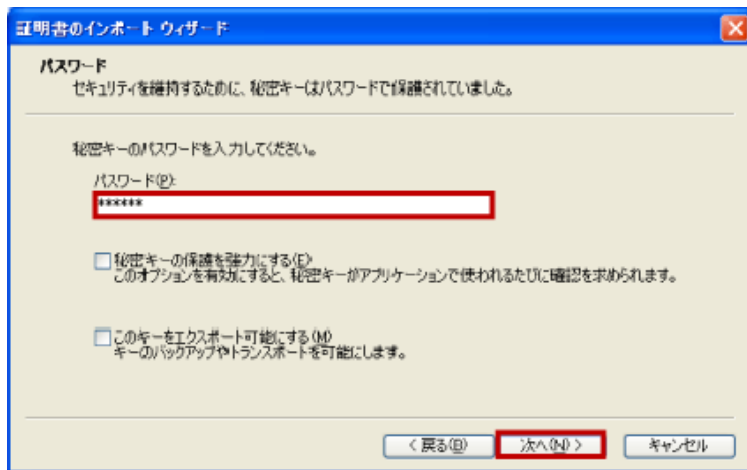 証明書のインポート ウィザード
パスワード
セキュリティを維持するために、秘密キーはパスワードで保護されていました。
秘密キーのパスワードを入力してください。
パスワード(P):
******
秘密キーの保護を強力にする(E)
このオプションを有効にすると、秘密キーがアプリケーションで使われるたびに確認を求められます。
このキーをエクスポート可能にする(M)
キーのバックアップやトランスポートを可能にします。
< 戻る(B) 次へ(N) > キャンセル